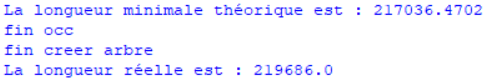 La longueur minimale théorique est : 217036.4702
fin occ
fin creer arbre
La longueur réelle est : 219686.0